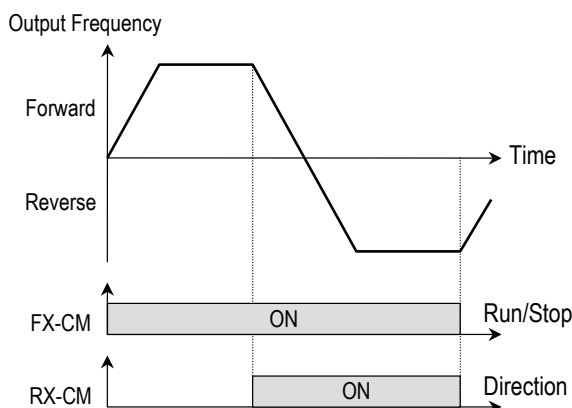 Output Frequency
Forward
Time
Reverse
FX-CM
ON
Run/Stop
RX-CM
ON
Direction